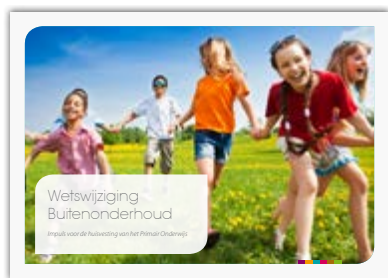 Wetswijziging
Buitenonderhoud
Impuls voor de huisvesting van het Primair Onderwijs